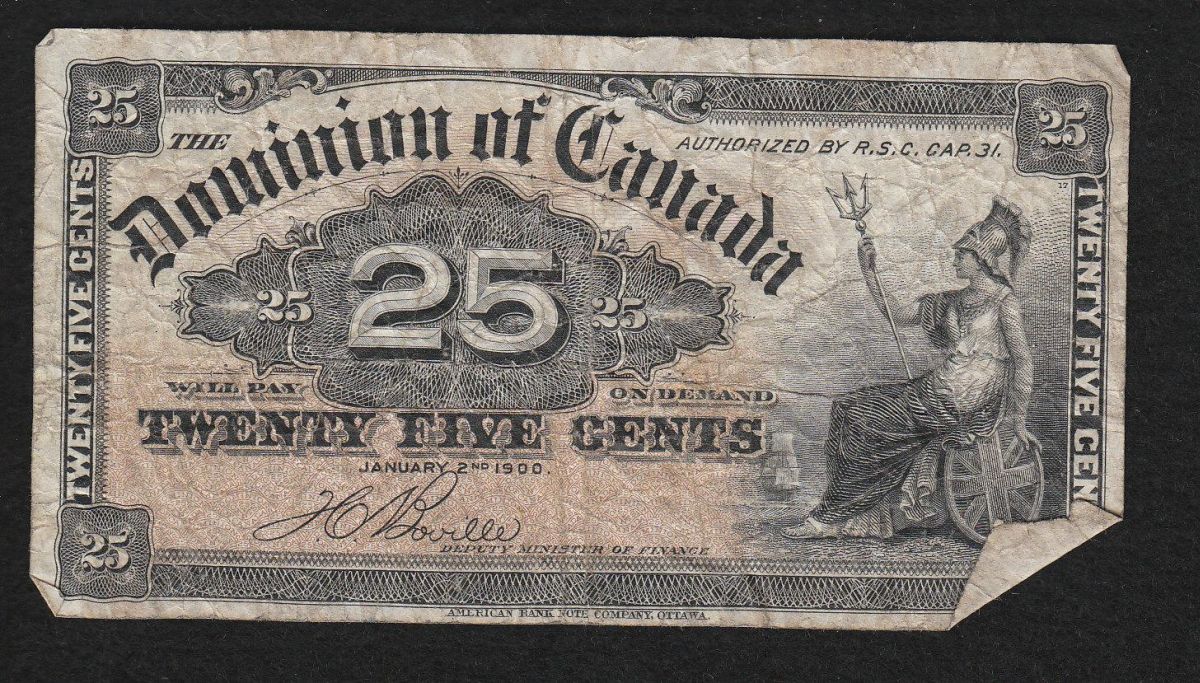 25
25
THE
Dominion of Canada
AUTHORIZED BY R.S.C. CAP. 31.
17
TWENTY FIVE CENTS
TWENTY FIVE CEN
25
25
25
WILL PAY
ON DEMAND
TWENTY FIVE CENTS
JANUARY 2ND 1900.
J C Boville
DEPUTY MINISTER OF FINANCE
25
AMERICAN BANK NOTE COMPANY, OTTAWA.